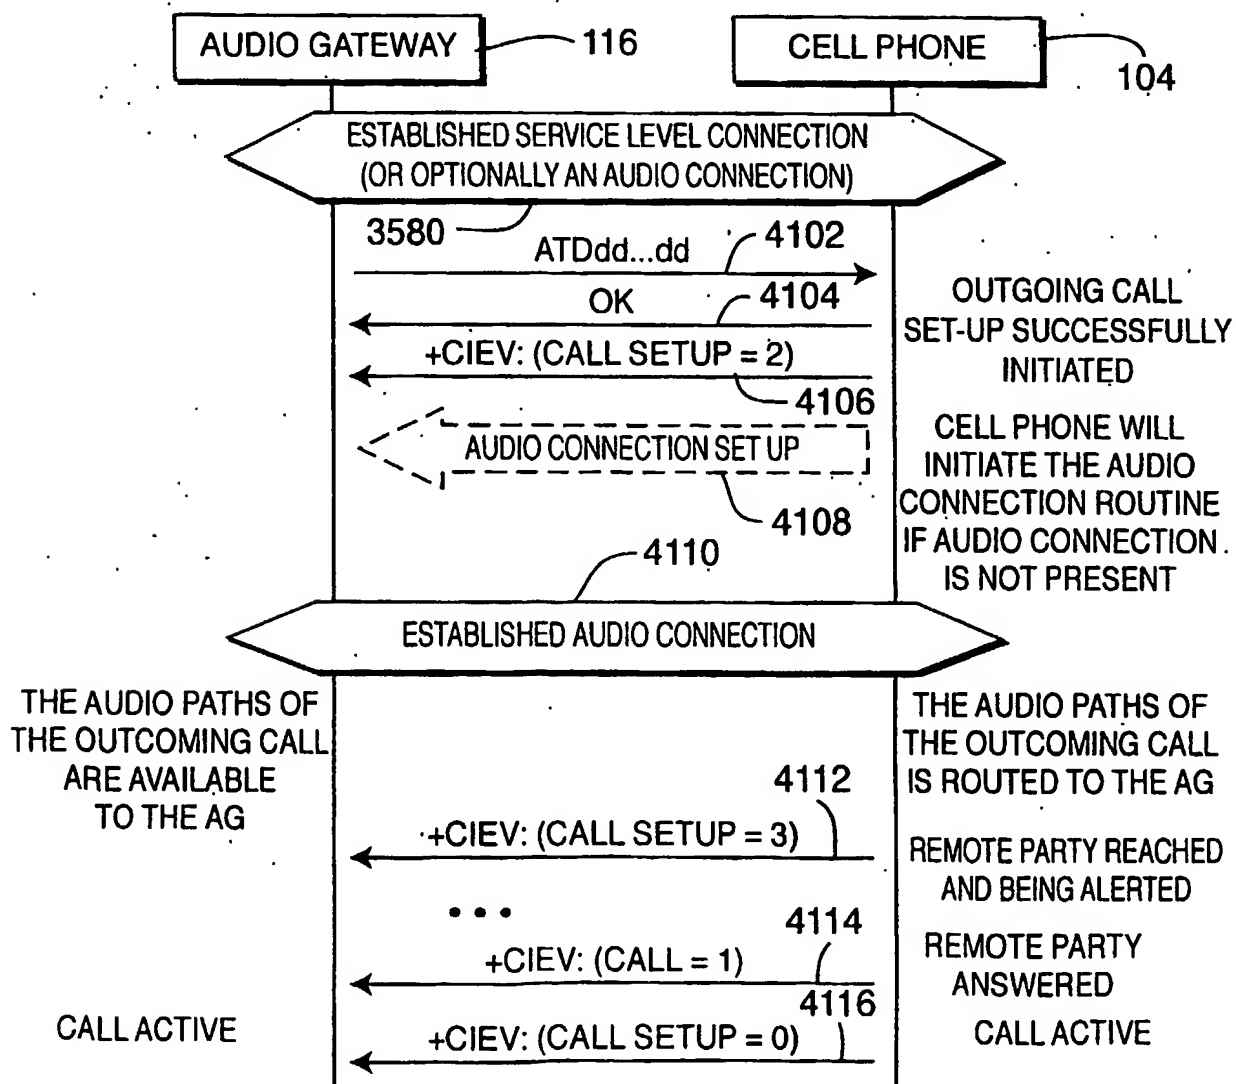 AUDIO GATEWAY
116
CELL PHONE
104
ESTABLISHED SERVICE LEVEL CONNECTION
(OR OPTIONALLY AN AUDIO CONNECTION)
3580
ATDdd...dd
4102
OK
4104
OUTGOING CALL
SET-UP SUCCESSFULLY
INITIATED
+CIEV: (CALL SETUP = 2)
4106
AUDIO CONNECTION SET UP
4108
CELL PHONE WILL
INITIATE THE AUDIO
CONNECTION ROUTINE
IF AUDIO CONNECTION
IS NOT PRESENT
4110
ESTABLISHED AUDIO CONNECTION
THE AUDIO PATHS OF
THE OUTCOMING CALL
ARE AVAILABLE
TO THE AG
THE AUDIO PATHS OF
THE OUTCOMING CALL
IS ROUTED TO THE AG
4112
+CIEV: (CALL SETUP = 3)
REMOTE PARTY REACHED
AND BEING ALERTED
•••
4114
+CIEV: (CALL = 1)
REMOTE PARTY
ANSWERED
4116
CALL ACTIVE
+CIEV: (CALL SETUP = 0)
CALL ACTIVE